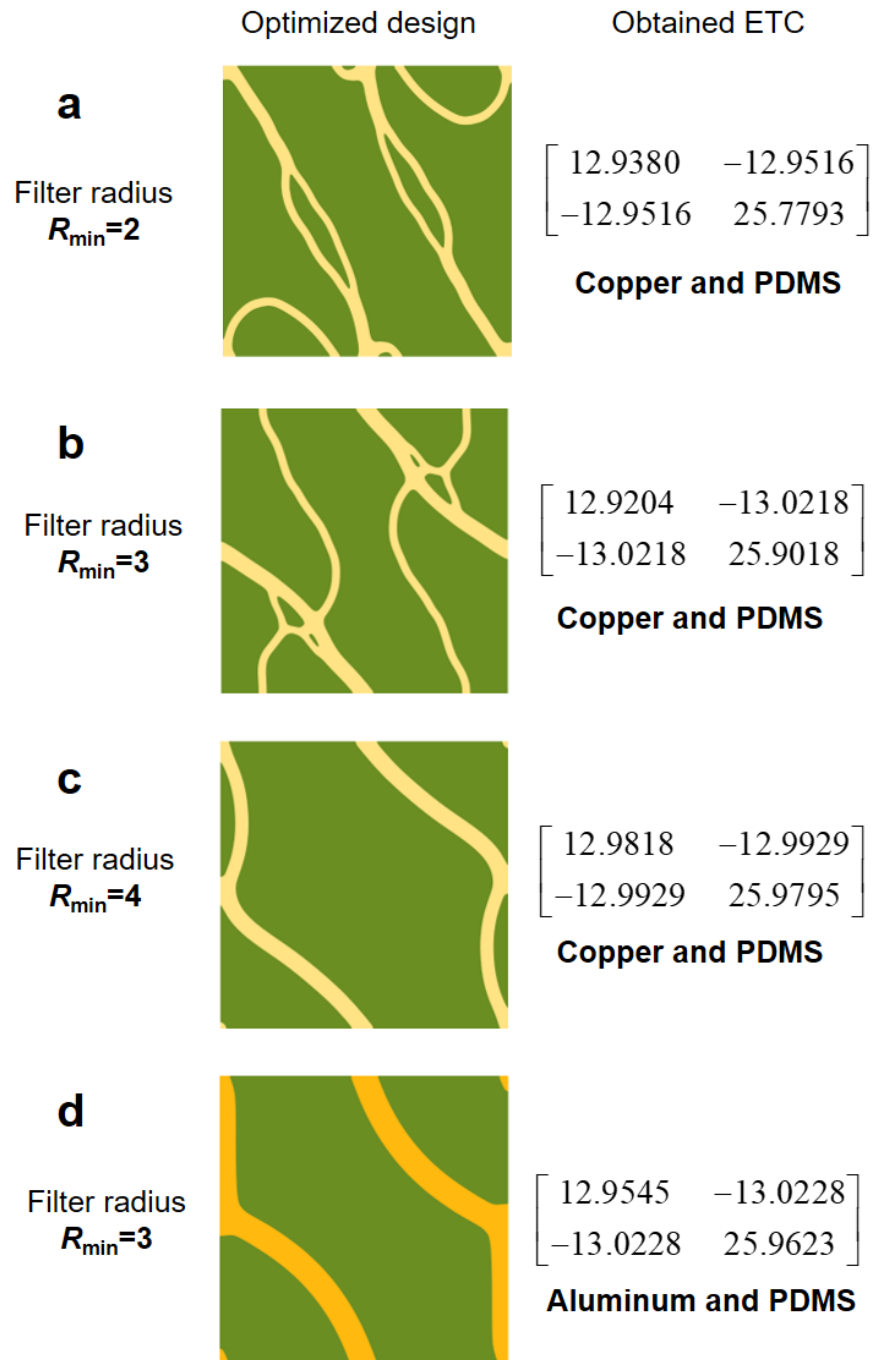 Optimized design Obtained ETC
a
Filter radius
Rmin=2
12.9380 −12.9516
−12.9516 25.7793
Copper and PDMS
b
Filter radius
Rmin=3
12.9204 −13.0218
−13.0218 25.9018
Copper and PDMS
c
Filter radius
Rmin=4
12.9818 −12.9929
−12.9929 25.9795
Copper and PDMS
d
Filter radius
Rmin=3
12.9545 −13.0228
−13.0228 25.9623
Aluminum and PDMS